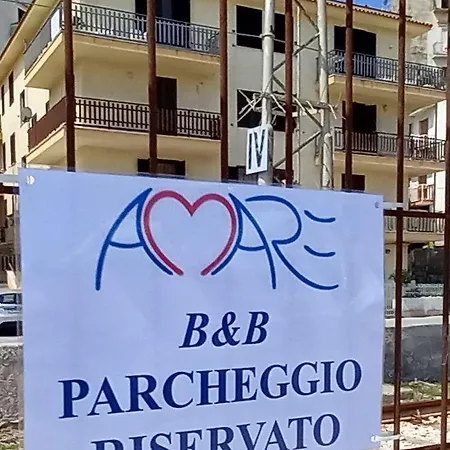 IV
AMARE
B&B
PARCHEGGIO
RISERVATO